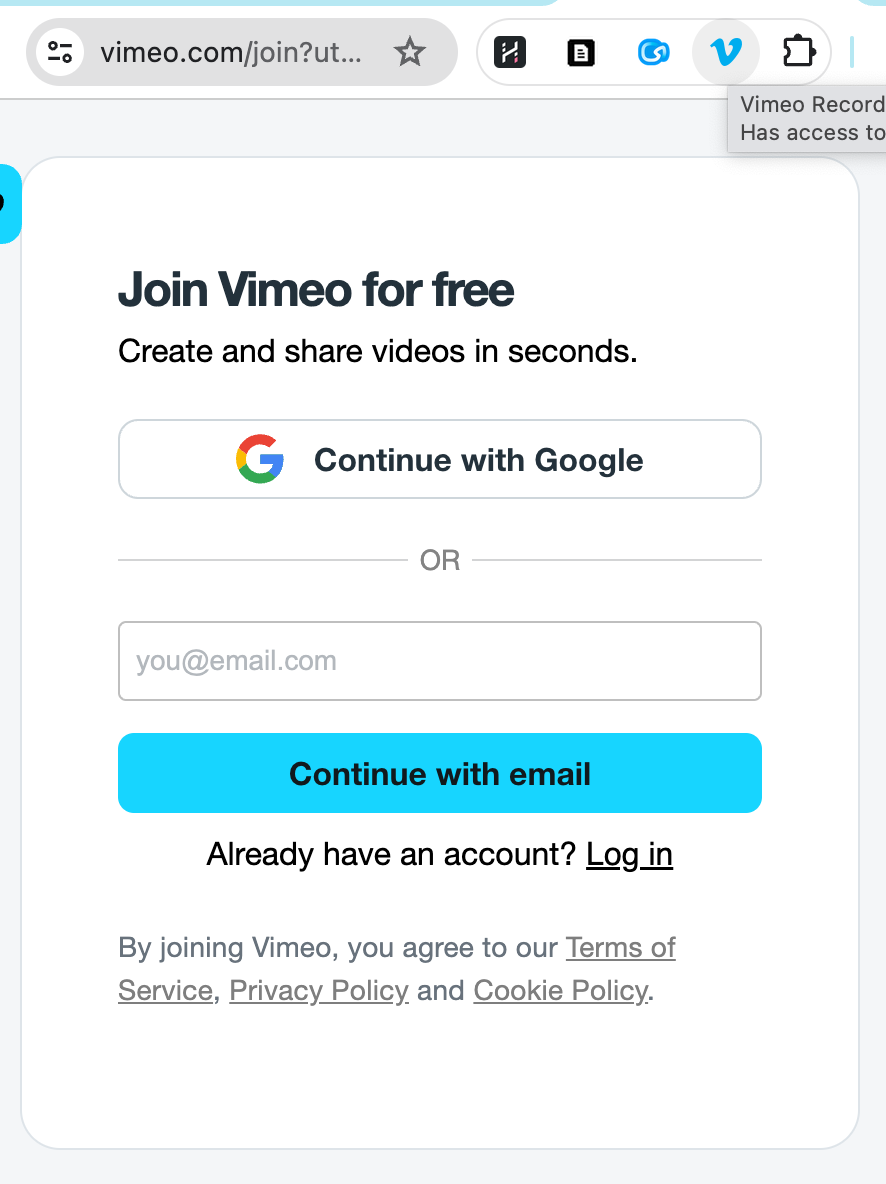 vimeo.com/join?ut...
Vimeo Record
Has access to
Join Vimeo for free
Create and share videos in seconds.
Continue with Google
OR
you@email.com
Continue with email
Already have an account? Log in
By joining Vimeo, you agree to our Terms of
Service, Privacy Policy and Cookie Policy.